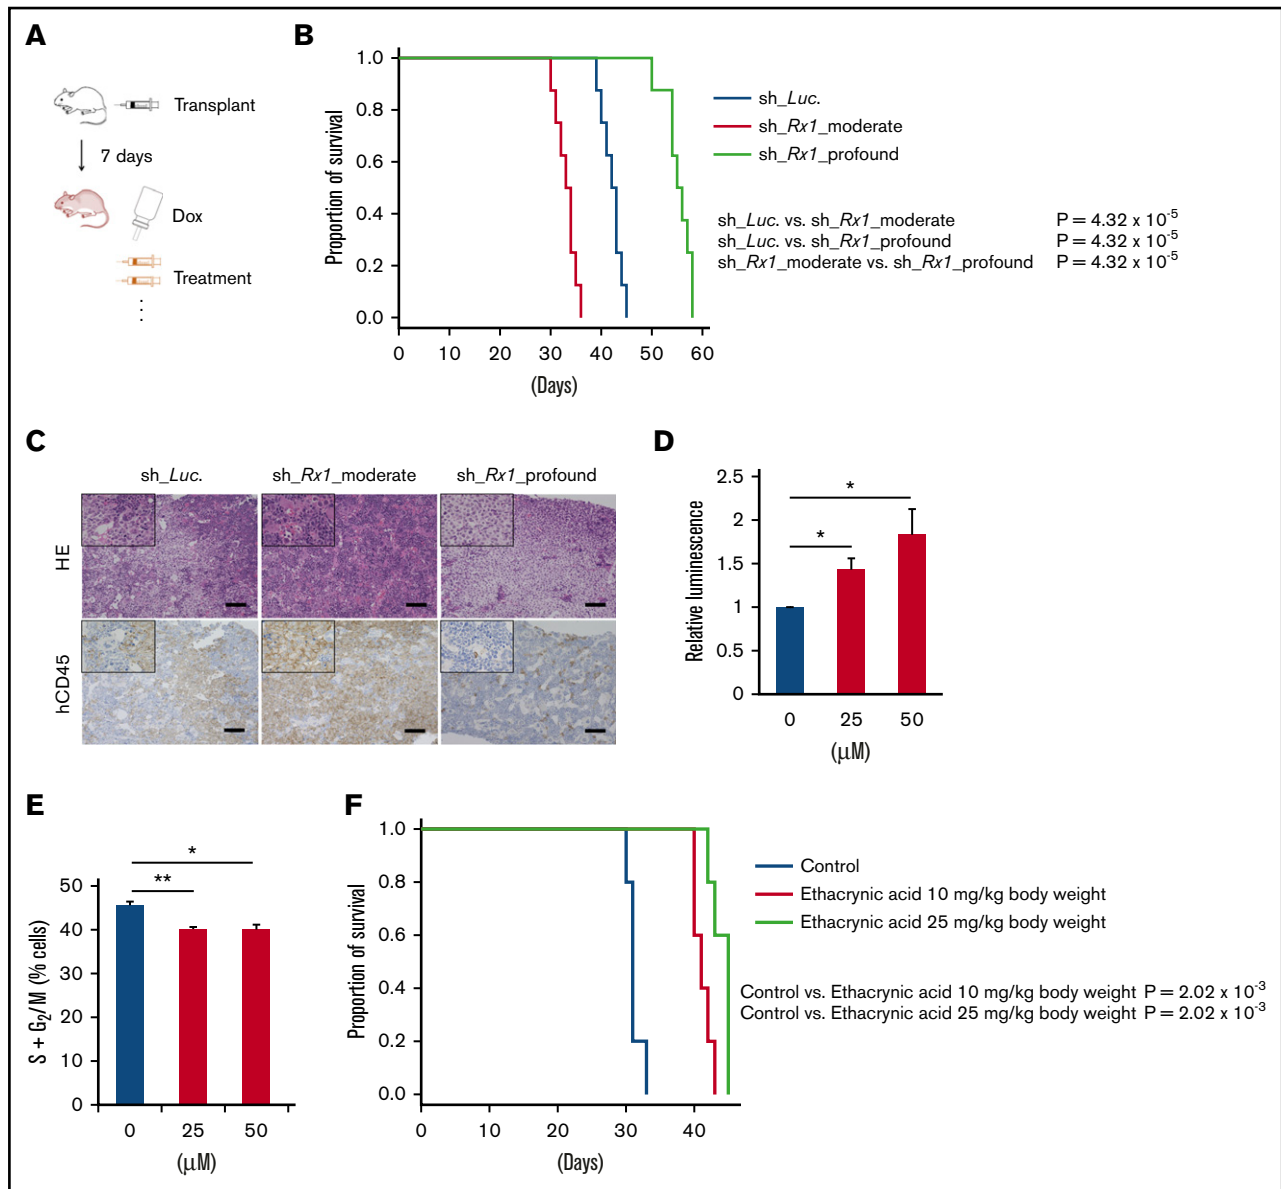 A
Transplant
7 days
Dox
Treatment
B
Proportion of survival
1.0
0.8
0.6
0.4
0.2
0.0
0 10 20 30 40 50 60
(Days)
sh_Luc.
sh_Rx1_moderate
sh_Rx1_profound
sh_Luc. vs. sh_Rx1_moderate P = 4.32 x 10⁻⁵
sh_Luc. vs. sh_Rx1_profound P = 4.32 x 10⁻⁵
sh_Rx1_moderate vs. sh_Rx1_profound P = 4.32 x 10⁻⁵
C
sh_Luc. sh_Rx1_moderate sh_Rx1_profound
HE
hCD45
D
Relative luminescence
2.5
2
1.5
1
0.5
0
*
*
0 25 50
(μM)
E
S + G₂/M (% cells)
50
40
30
20
10
0
*
**
0 25 50
(μM)
F
Proportion of survival
1.0
0.8
0.6
0.4
0.2
0.0
0 10 20 30 40
(Days)
Control
Ethacrynic acid 10 mg/kg body weight
Ethacrynic acid 25 mg/kg body weight
Control vs. Ethacrynic acid 10 mg/kg body weight P = 2.02 x 10⁻³
Control vs. Ethacrynic acid 25 mg/kg body weight P = 2.02 x 10⁻³